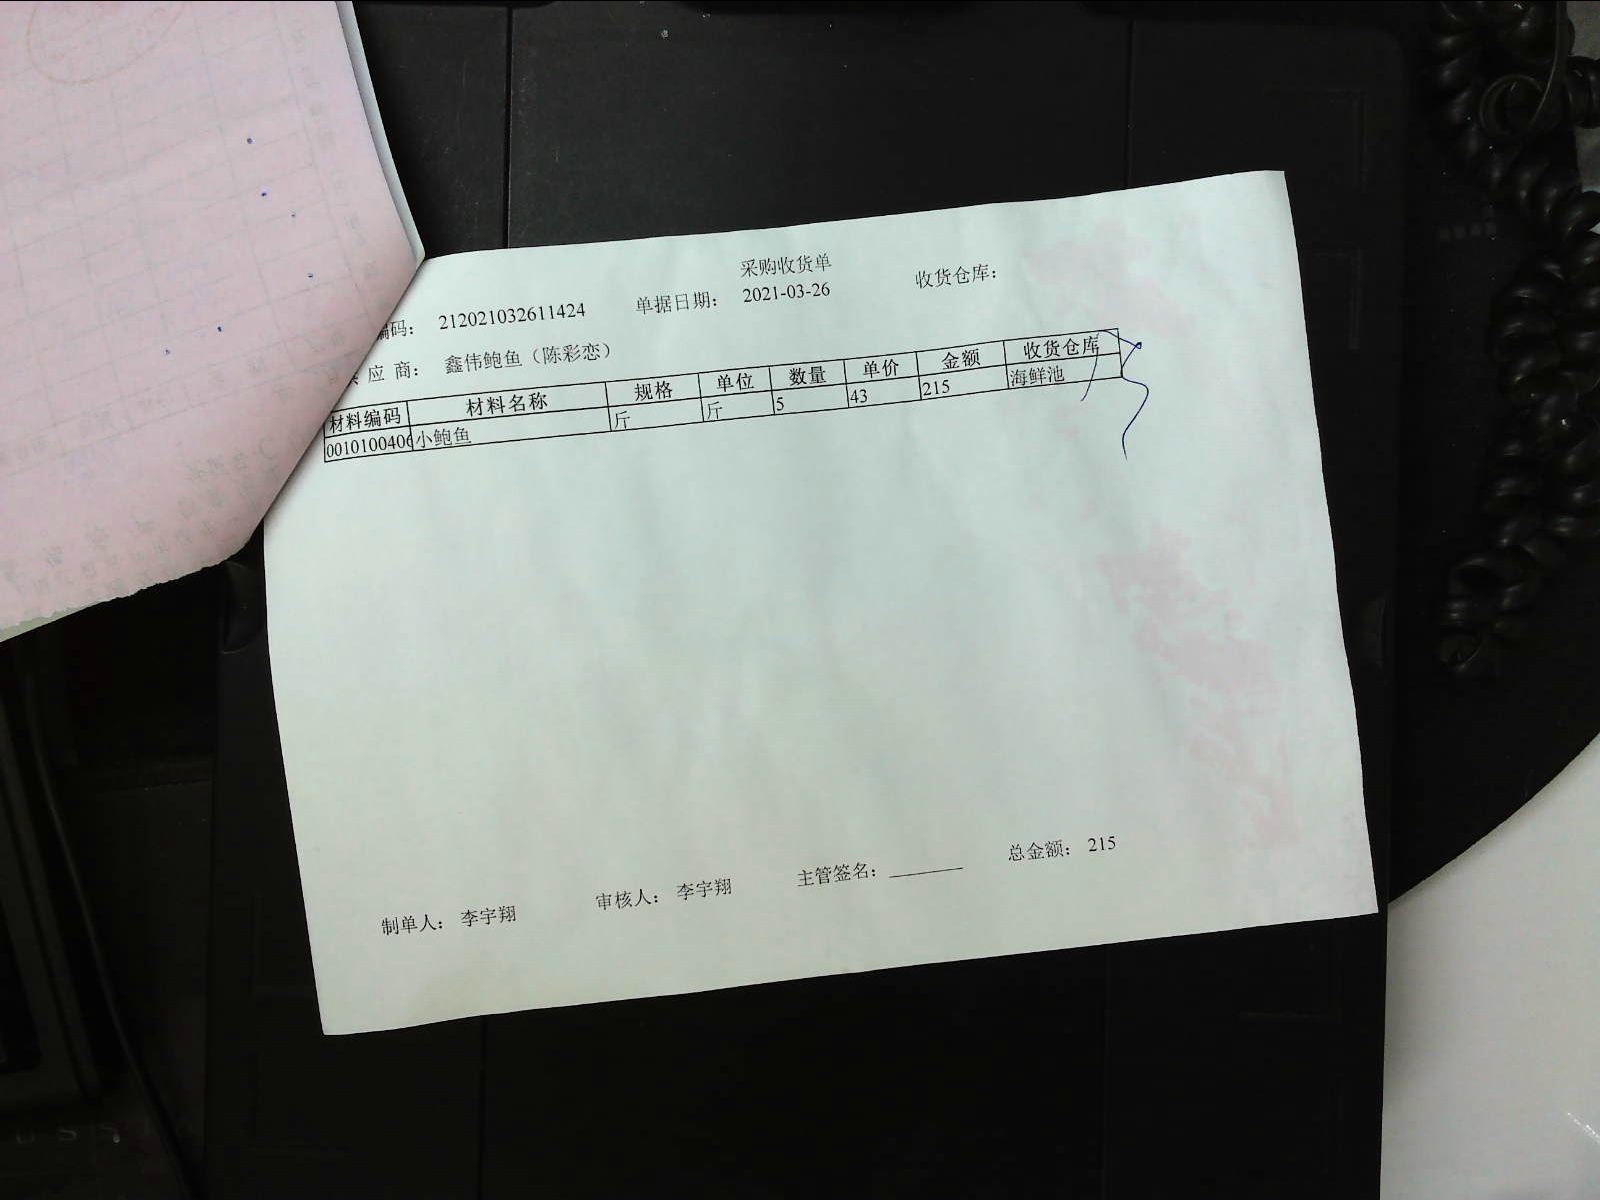 采购收货单
编码： 212021032611424 单据日期： 2021-03-26 收货仓库：
应 商： 鑫伟鲍鱼（陈彩恋）
材料编码 材料名称 规格 单位 数量 单价 金额 收货仓库
0010100406 小鲍鱼 斤 斤 5 43 215 海鲜池
制单人： 李宇翔 审核人： 李宇翔 主管签名： 总金额： 215